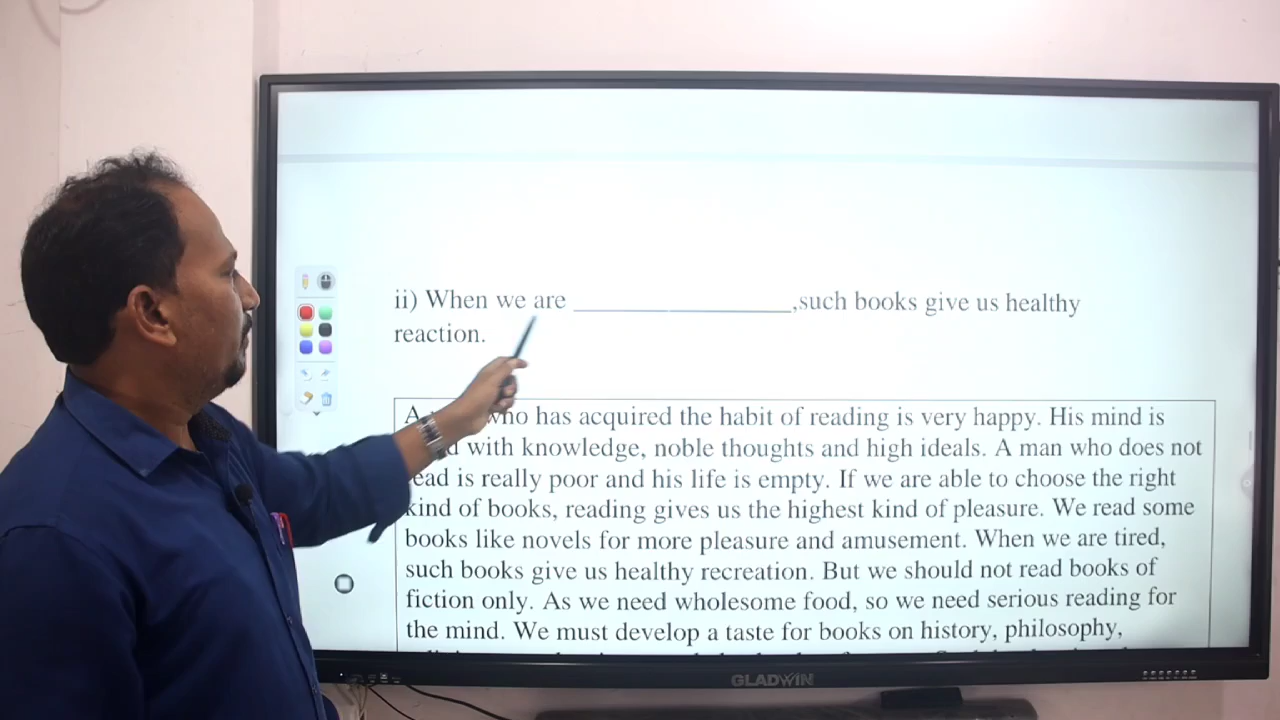 ii) When we are ____________________,such books give us healthy
reaction.
A who has acquired the habit of reading is very happy. His mind is
with knowledge, noble thoughts and high ideals. A man who does not
read is really poor and his life is empty. If we are able to choose the right
kind of books, reading gives us the highest kind of pleasure. We read some
books like novels for more pleasure and amusement. When we are tired,
such books give us healthy recreation. But we should not read books of
fiction only. As we need wholesome food, so we need serious reading for
the mind. We must develop a taste for books on history, philosophy,
GLADWIN